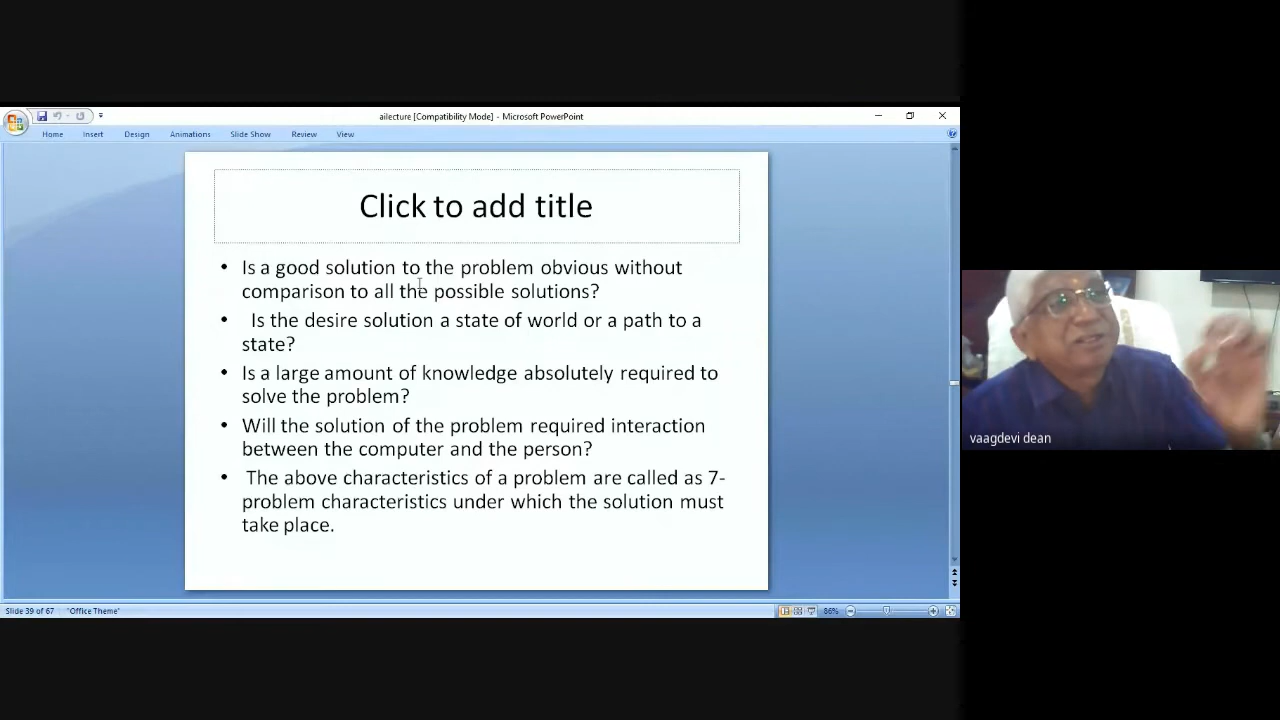 ailecture [Compatibility Mode] - Microsoft PowerPoint
Home Insert Design Animations Slide Show Review View
Click to add title
• Is a good solution to the problem obvious without
comparison to all the possible solutions?
• Is the desire solution a state of world or a path to a
state?
• Is a large amount of knowledge absolutely required to
solve the problem?
• Will the solution of the problem required interaction
between the computer and the person?
• The above characteristics of a problem are called as 7-
problem characteristics under which the solution must
take place.
vaagdevi dean
Slide 39 of 67 "Office Theme" 86%